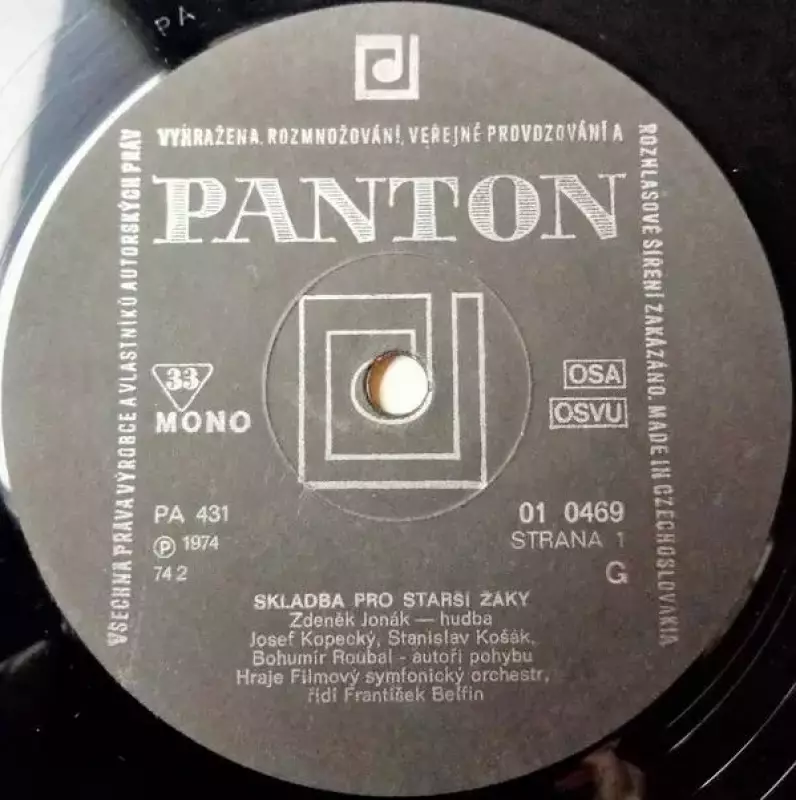 PA
VYHRAŽENA. ROZMNOŽOVÁNÍ, VEŘEJNÉ PROVOZOVÁNÍ A
VŠECHNA PRÁVA VÝROBCE A VLASTNÍKŮ AUTORSKÝCH PRÁV
ROZHLASOVÉ ŠÍŘENÍ ZAKÁZÁNO. MADE IN CZECHOSLOVAKIA
PANTON
33
MONO
OSA
OSVU
PA 431
01 0469
Ⓟ 1974
STRANA 1
74 2
G
SKLADBA PRO STARŠÍ ŽÁKY
Zdeněk Jonák — hudba
Josef Kopecký, Stanislav Košák,
Bohumír Roubal - autoři pohybu
Hraje Filmový symfonický orchestr,
řídí František Belfín